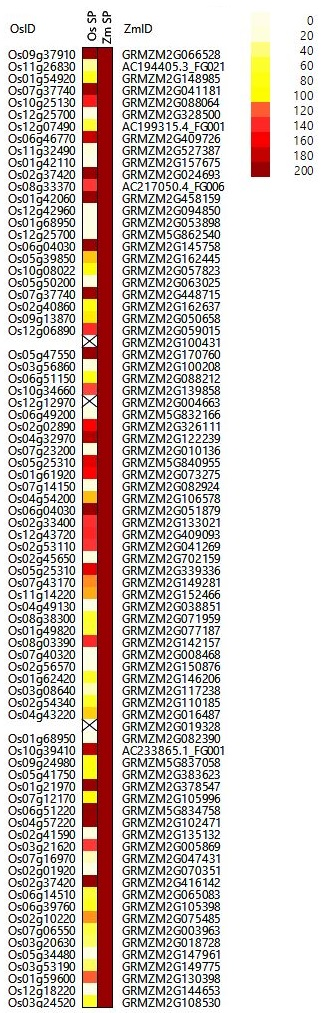 OsID Os SP Zm SP ZmID
0
20
40
60
80
100
120
140
160
180
200
Os09g37910 GRMZM2G066528
Os11g26830 AC194405.3_FG021
Os01g54920 GRMZM2G148985
Os07g37740 GRMZM2G041181
Os10g25130 GRMZM2G088064
Os12g25700 GRMZM2G328500
Os12g07490 AC199315.4_FG001
Os06g46770 GRMZM2G409726
Os11g32490 GRMZM2G527387
Os01g42110 GRMZM2G157675
Os02g37420 GRMZM2G024693
Os08g33370 AC217050.4_FG006
Os01g42060 GRMZM2G458159
Os12g42960 GRMZM2G094850
Os01g68950 GRMZM2G053898
Os12g25700 GRMZM5G862540
Os06g04030 GRMZM2G145758
Os05g39850 GRMZM2G162445
Os10g08022 GRMZM2G057823
Os05g50200 GRMZM2G063025
Os07g37740 GRMZM2G448715
Os02g40860 GRMZM2G162637
Os09g13870 GRMZM2G050658
Os12g06890 GRMZM2G059015
GRMZM2G100431
Os05g47550 GRMZM2G170760
Os03g56860 GRMZM2G100208
Os06g51150 GRMZM2G088212
Os10g34660 GRMZM2G139858
Os12g12970 GRMZM2G004663
Os06g49200 GRMZM5G832166
Os02g02890 GRMZM2G326111
Os04g32970 GRMZM2G122239
Os07g23200 GRMZM2G010136
Os05g25310 GRMZM5G840955
Os01g61920 GRMZM2G073275
Os07g14150 GRMZM2G082924
Os04g54200 GRMZM2G106578
Os06g04030 GRMZM2G051879
Os02g33400 GRMZM2G133021
Os12g43720 GRMZM2G409093
Os02g53110 GRMZM2G041269
Os02g45650 GRMZM2G702159
Os05g25310 GRMZM2G339336
Os07g43170 GRMZM2G149281
Os11g14220 GRMZM2G152466
Os04g49130 GRMZM2G038851
Os08g38300 GRMZM2G071959
Os01g49820 GRMZM2G077187
Os08g03390 GRMZM2G142157
Os07g40320 GRMZM2G008468
Os02g56570 GRMZM2G150876
Os01g62420 GRMZM2G146206
Os03g08640 GRMZM2G117238
Os02g54340 GRMZM2G110185
Os04g43220 GRMZM2G016487
GRMZM2G019328
Os01g68950 GRMZM2G082390
Os10g39410 AC233865.1_FG001
Os09g24980 GRMZM5G837058
Os05g41750 GRMZM2G383623
Os01g21970 GRMZM2G378547
Os07g12170 GRMZM2G105996
Os06g51220 GRMZM5G834758
Os04g57220 GRMZM2G102471
Os02g41590 GRMZM2G135132
Os03g21620 GRMZM2G005869
Os07g16970 GRMZM2G047431
Os02g01920 GRMZM2G070351
Os02g37420 GRMZM2G416142
Os06g14510 GRMZM2G065083
Os06g39760 GRMZM2G105398
Os02g10220 GRMZM2G075485
Os07g06550 GRMZM2G003963
Os03g20630 GRMZM2G018728
Os05g34480 GRMZM2G147961
Os03g53190 GRMZM2G149775
Os01g59600 GRMZM2G130398
Os12g18220 GRMZM2G144653
Os03g24520 GRMZM2G108530